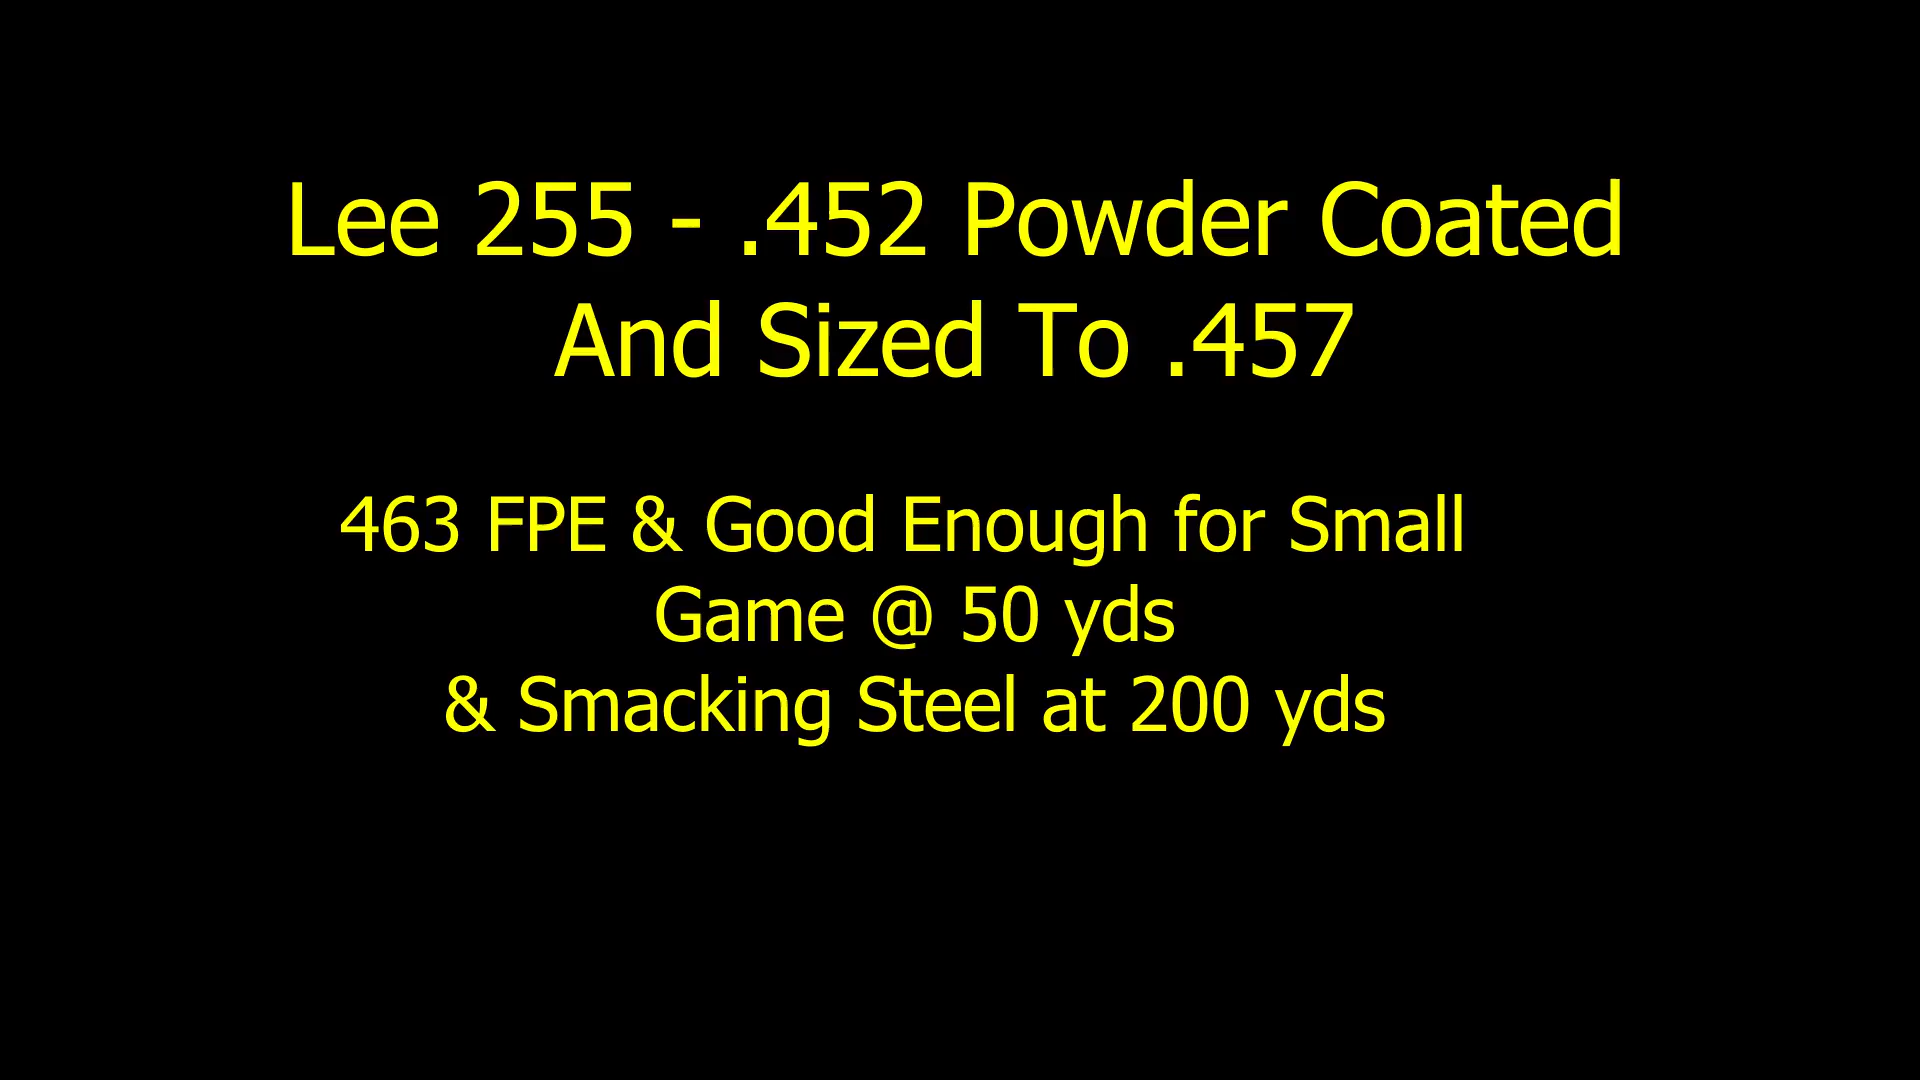 Lee 255 - .452 Powder Coated
And Sized To .457
463 FPE & Good Enough for Small
Game @ 50 yds
& Smacking Steel at 200 yds